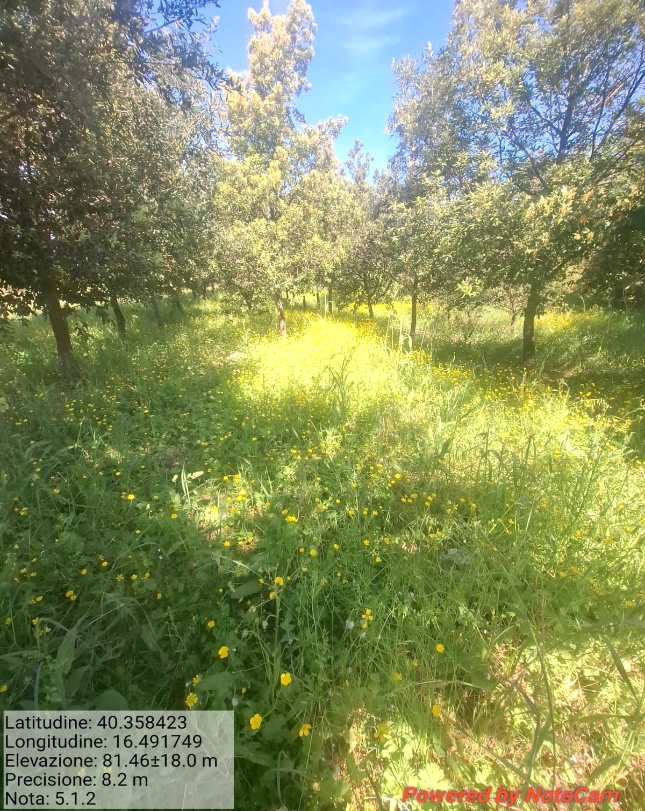 Latitudine: 40.358423
Longitudine: 16.491749
Elevazione: 81.46±18.0 m
Precisione: 8.2 m
Nota: 5.1.2
Powered by NoteCam